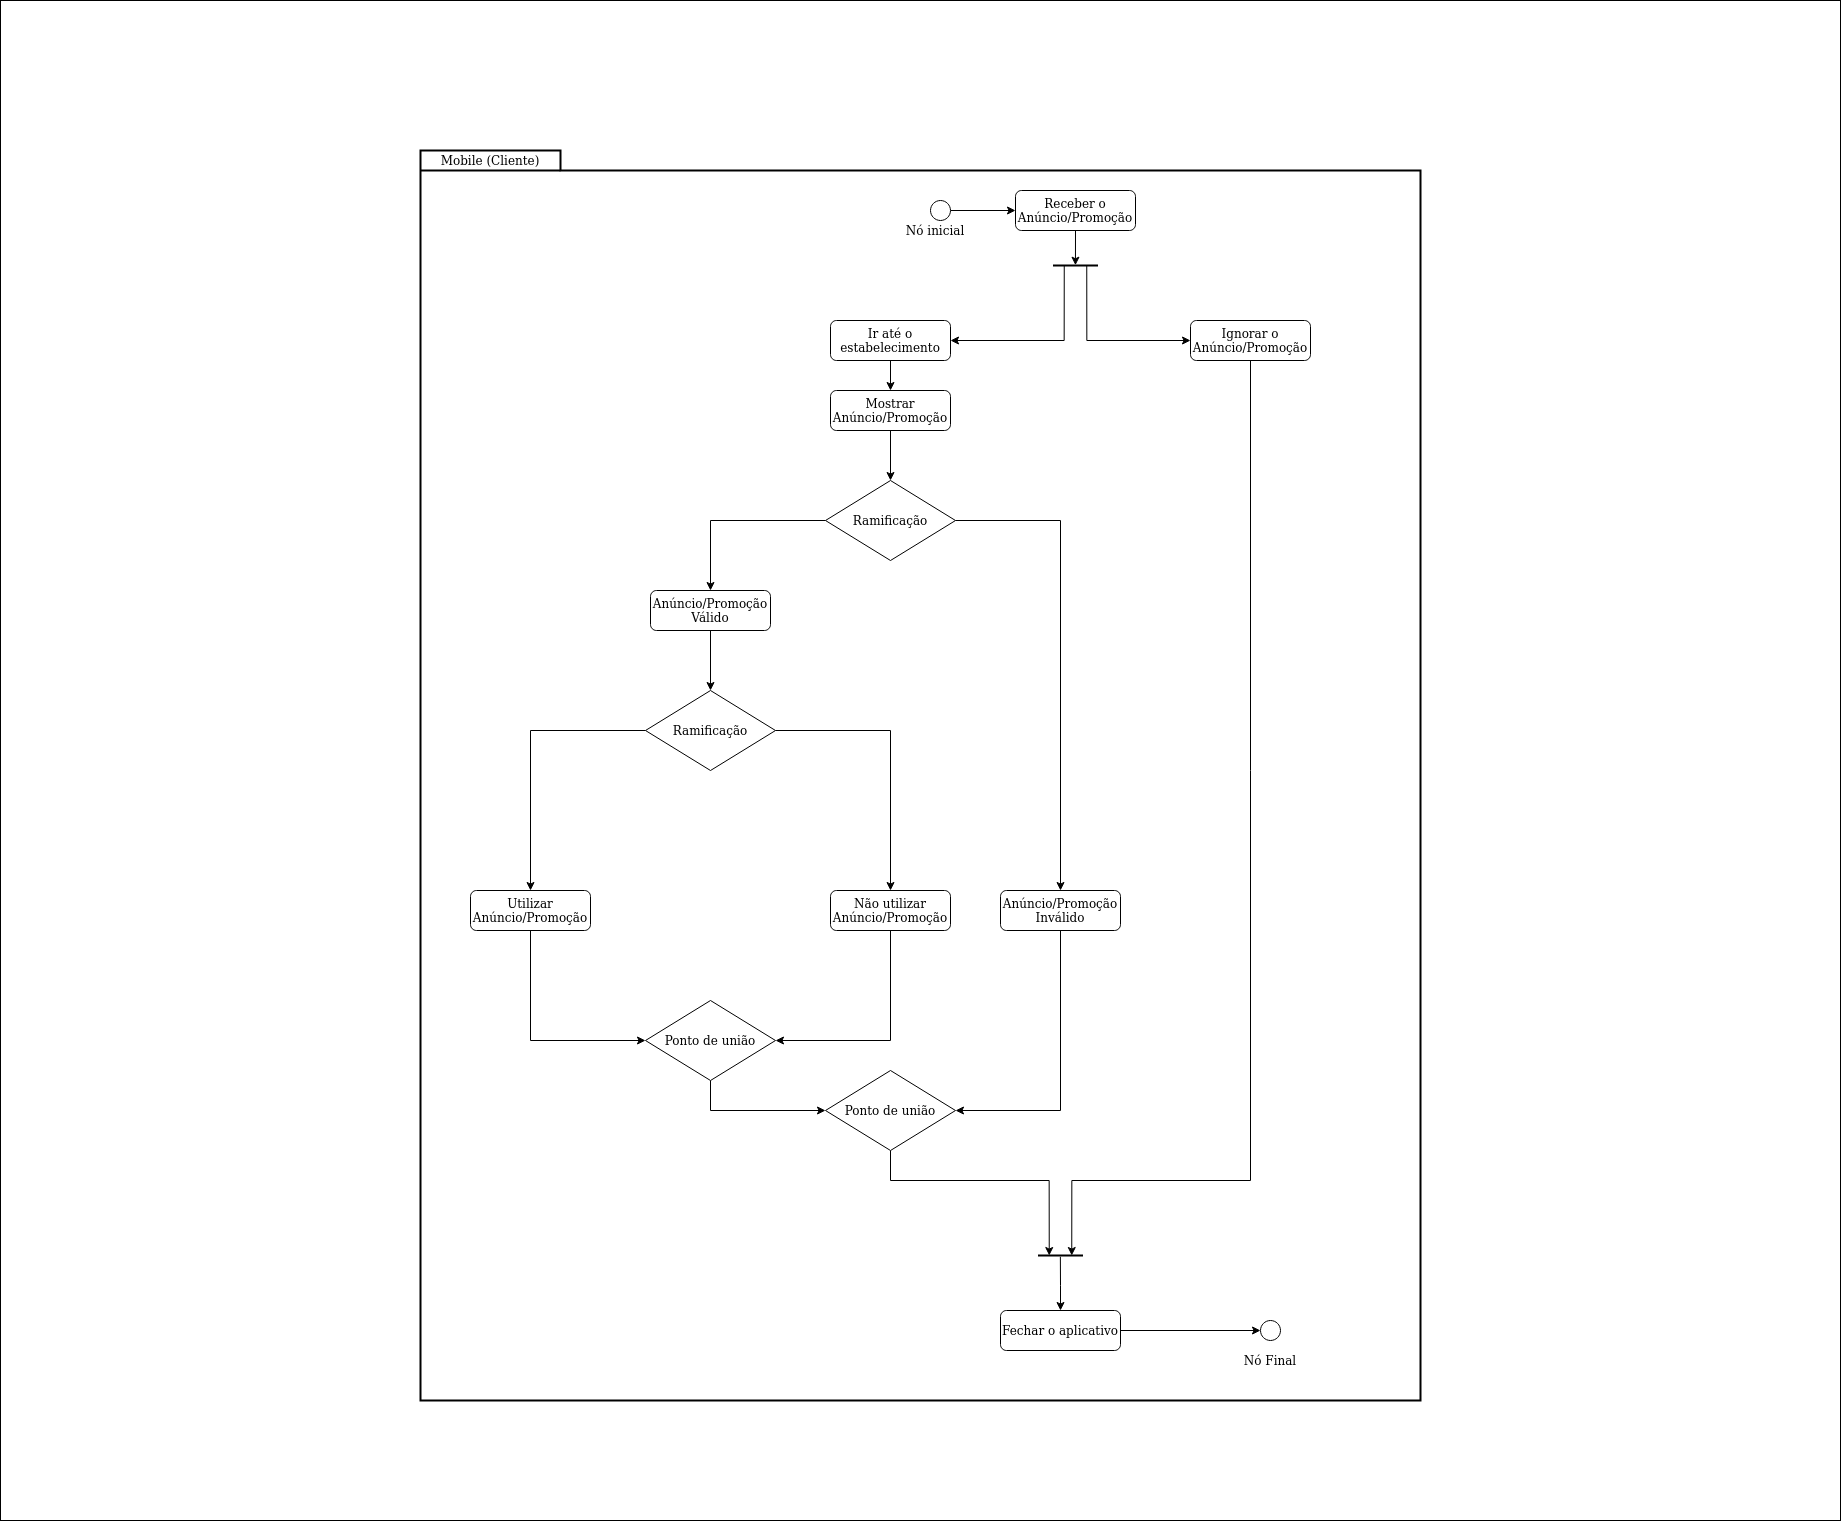 Mobile (Cliente)
Receber o
Anúncio/Promoção
Nó inicial
Ir até o
estabelecimento
Ignorar o
Anúncio/Promoção
Mostrar
Anúncio/Promoção
Ramificação
Anúncio/Promoção
Válido
Ramificação
Utilizar
Anúncio/Promoção
Não utilizar
Anúncio/Promoção
Anúncio/Promoção
Inválido
Ponto de união
Ponto de união
Fechar o aplicativo
Nó Final